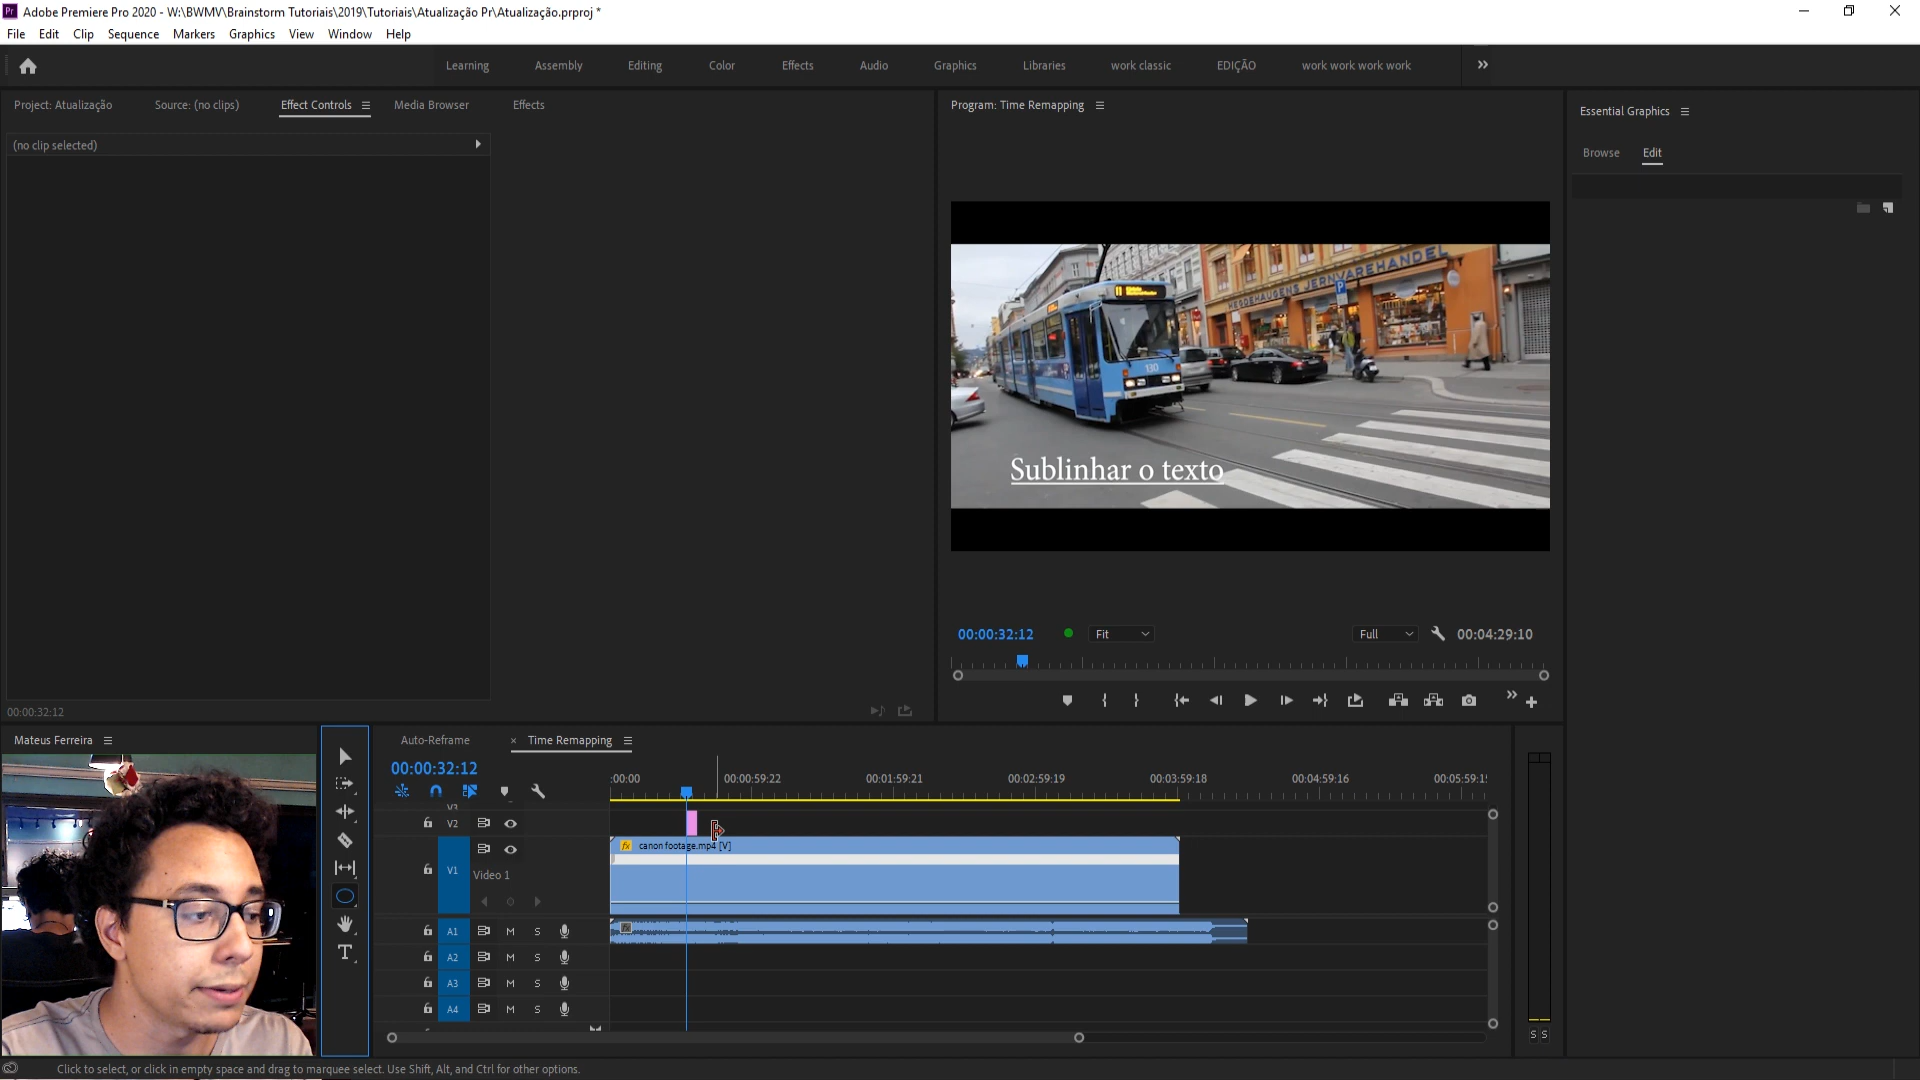 Adobe Premiere Pro 2020 - W:\BWMV\Brainstorm Tutoriais\2019\Tutoriais\Atualização Pr\Atualização.prproj *
File Edit Clip Sequence Markers Graphics View Window Help
Learning Assembly Editing Color Effects Audio Graphics Libraries work classic EDIÇÃO work work work work
Project: Atualização Source: (no clips) Effect Controls Media Browser Effects
Program: Time Remapping
Essential Graphics
(no clip selected)
Browse Edit
HEGDEHAUGENS JERNVAREHANDEL
JERNVAREHANDEL
P
11
130
Sublinhar o texto
00:00:32:12 Fit Full 00:04:29:10
00:00:32:12
Mateus Ferreira
Auto-Reframe × Time Remapping
00:00:32:12
:00:00 00:00:59:22 00:01:59:21 00:02:59:19 00:03:59:18 00:04:59:16 00:05:59:1
V3
V2
fx canon footage.mp4 [V]
V1 Video 1
A1 M S fx
A2 M S
A3 M S
A4 M S
S S
T
Click to select, or click in empty space and drag to marquee select. Use Shift, Alt, and Ctrl for other options.